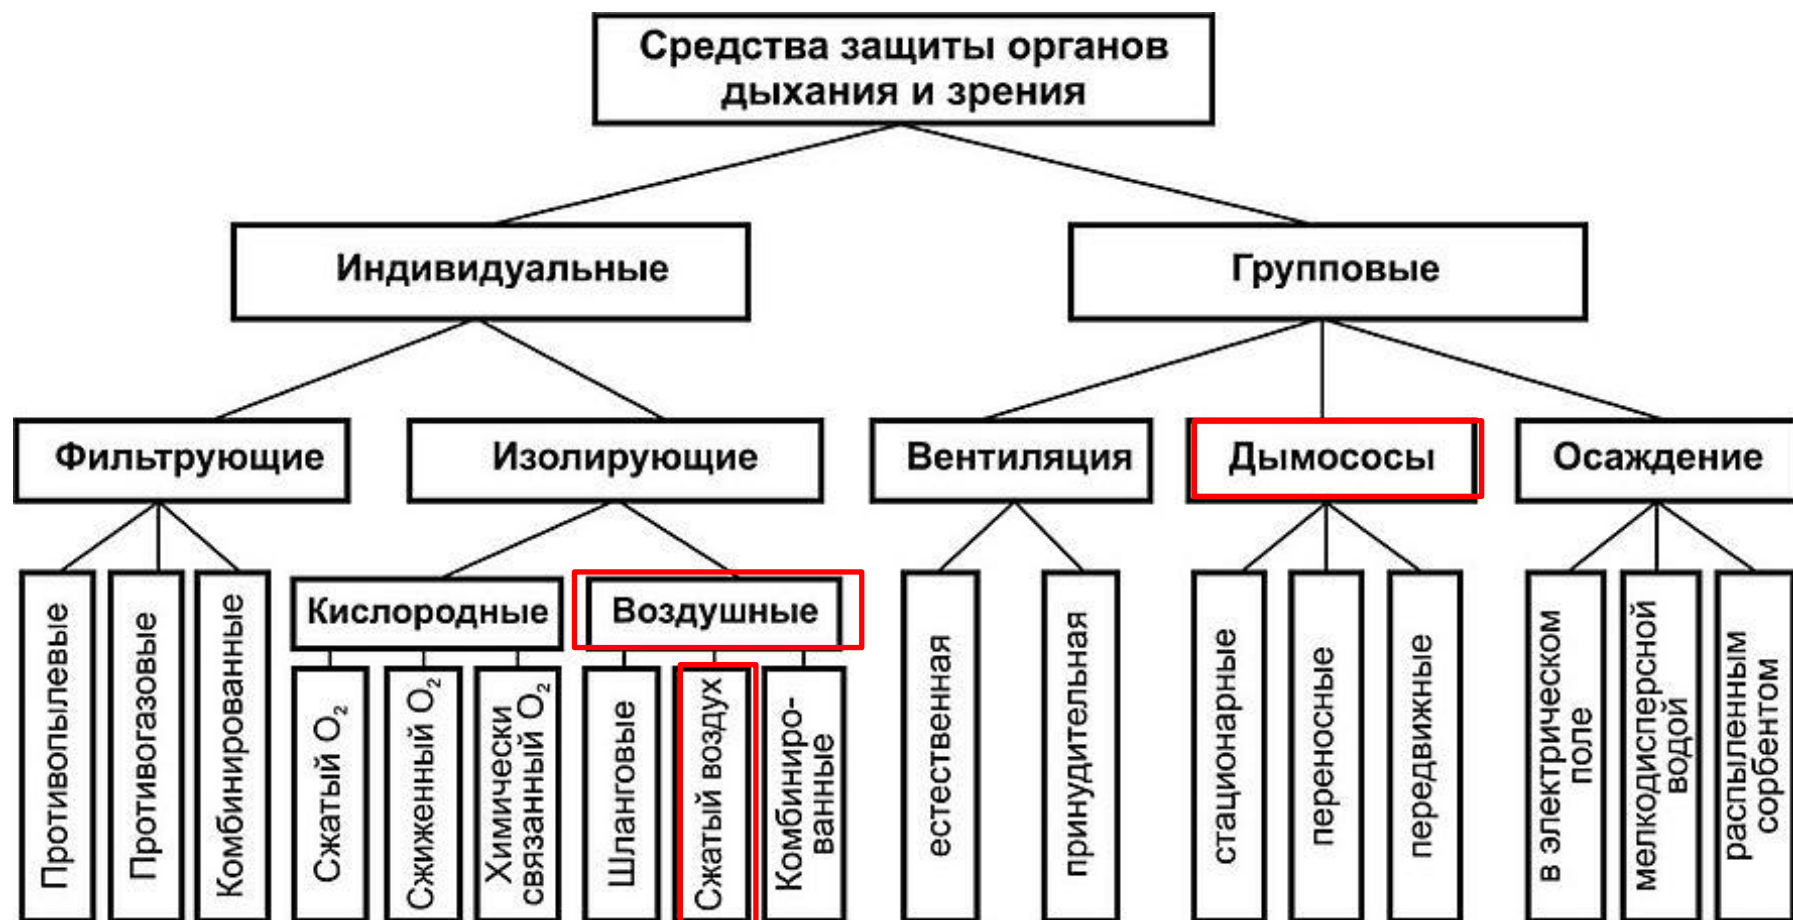 Средства защиты органов
дыхания и зрения
Индивидуальные
Групповые
Фильтрующие
Изолирующие
Вентиляция
Дымососы
Осаждение
Кислородные
Воздушные
Противопылевые
Противогазовые
Комбинированные
Сжатый O₂
Сжиженный O₂
Химически
связанный O₂
Шланговые
Сжатый воздух
Комбиниро-
ванные
естественная
принудительная
стационарные
переносные
передвижные
в электрическом
поле
мелкодисперсной
водой
распыленным
сорбентом